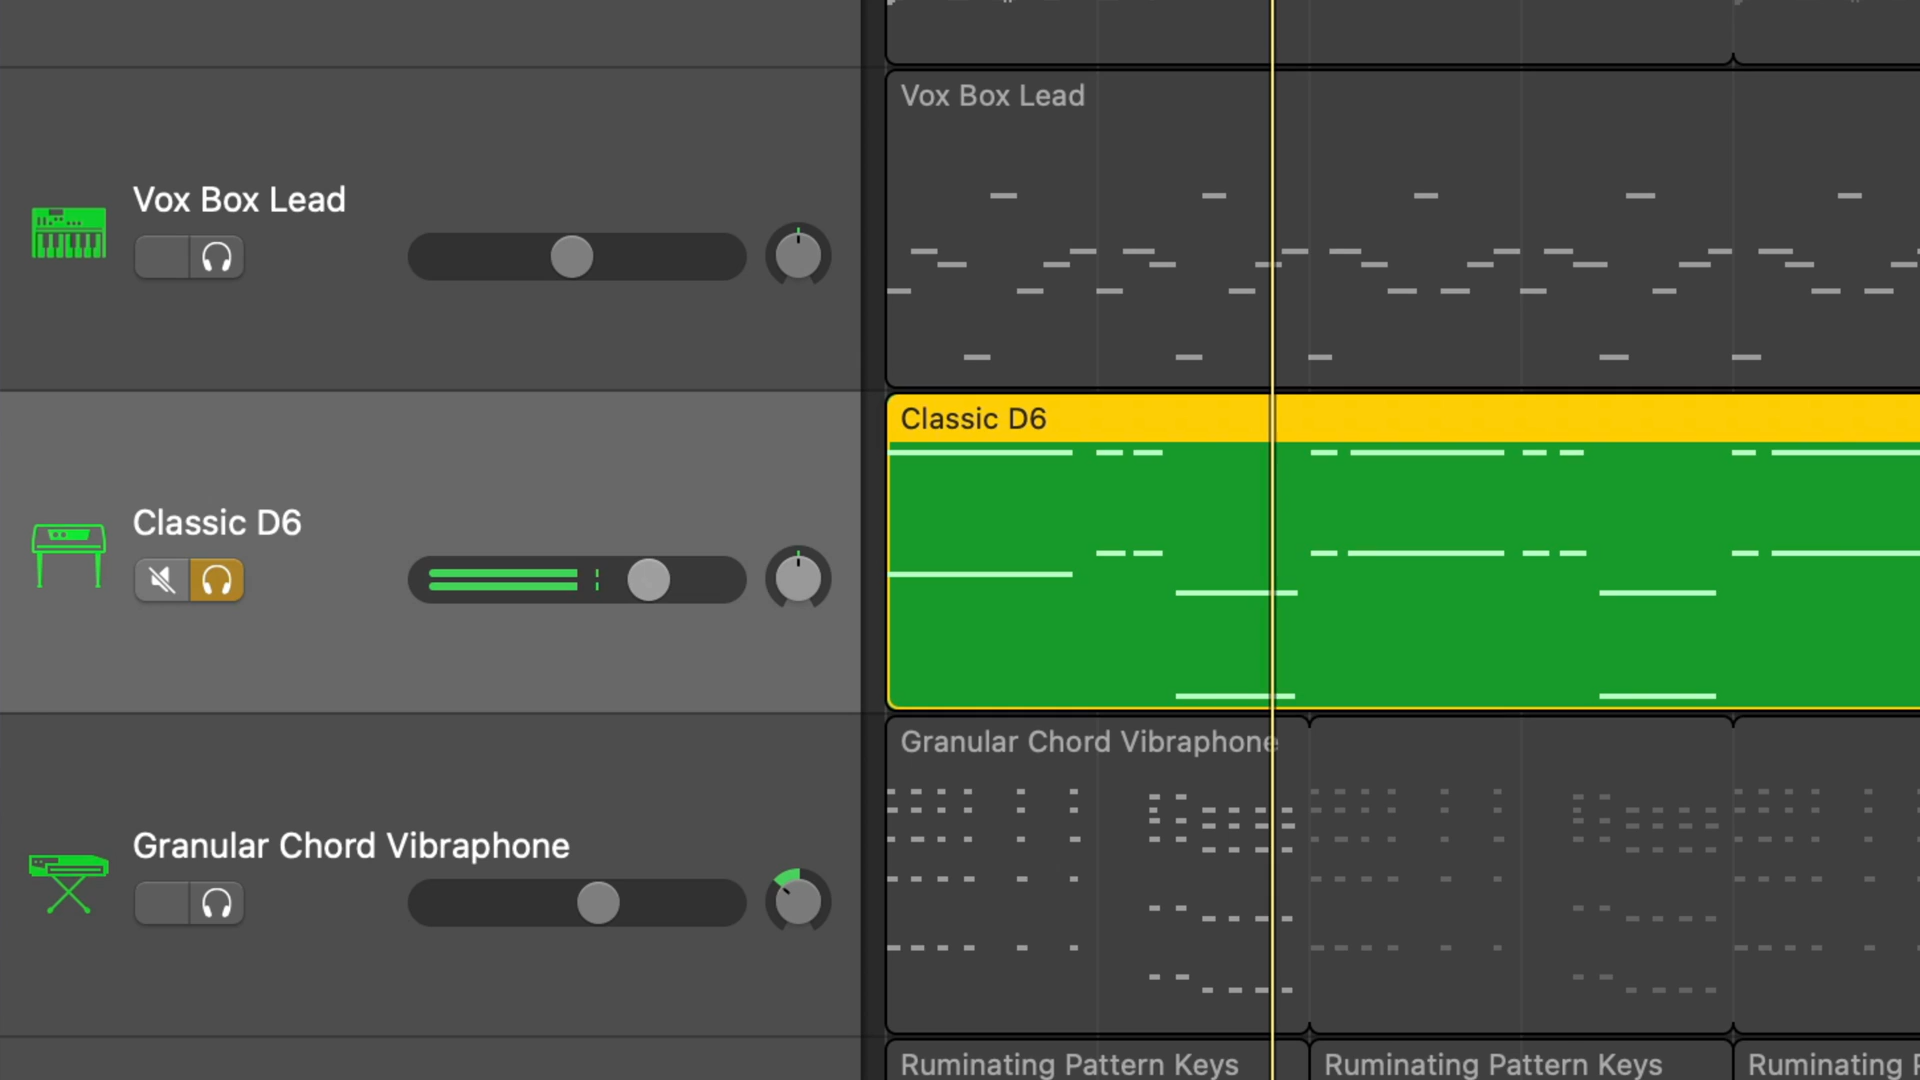 Vox Box Lead
Vox Box Lead
Classic D6
Classic D6
Granular Chord Vibraphone
Granular Chord Vibraphone
Ruminating Pattern Keys
Ruminating Pattern Keys
Ruminating